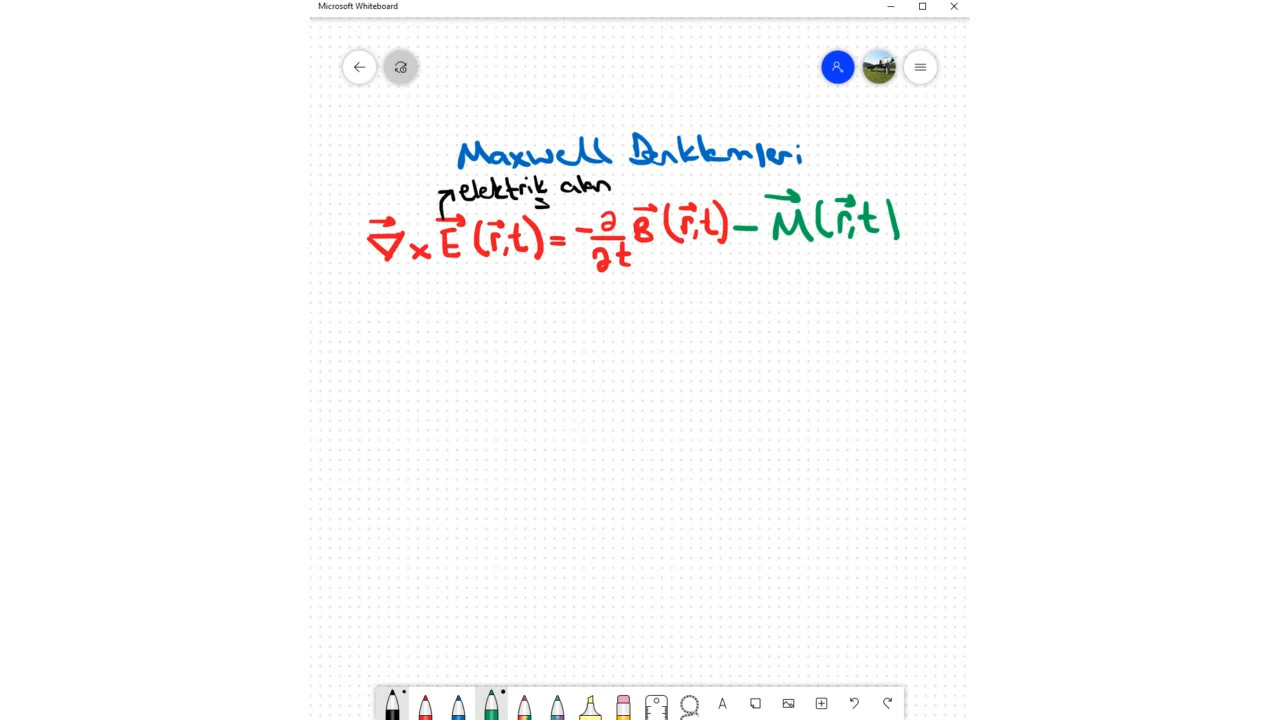 Microsoft Whiteboard
Maxwell Denklemleri
elektrik alan
∇⃗ x E⃗ (r⃗,t) = -∂/∂t B⃗ (r⃗,t) – M⃗ (r⃗,t)
A